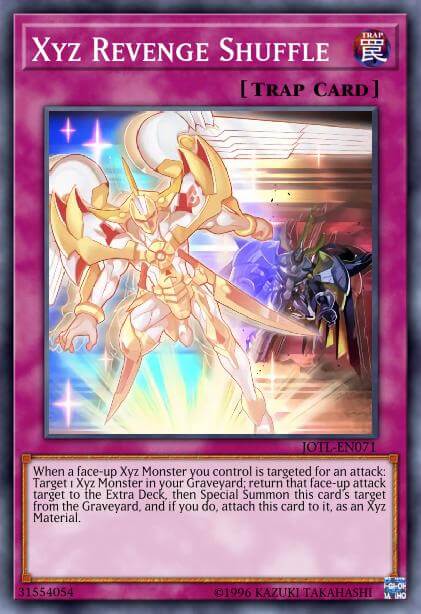 Xyz Revenge Shuffle
TRAP
罠
[Trap Card]
JOTL-EN071
When a face-up Xyz Monster you control is targeted for an attack:
Target 1 Xyz Monster in your Graveyard; return that face-up attack
target to the Extra Deck, then Special Summon this card's target
from the Graveyard, and if you do, attach this card to it, as an Xyz
Material.
31554054
©1996 KAZUKI TAKAHASHI